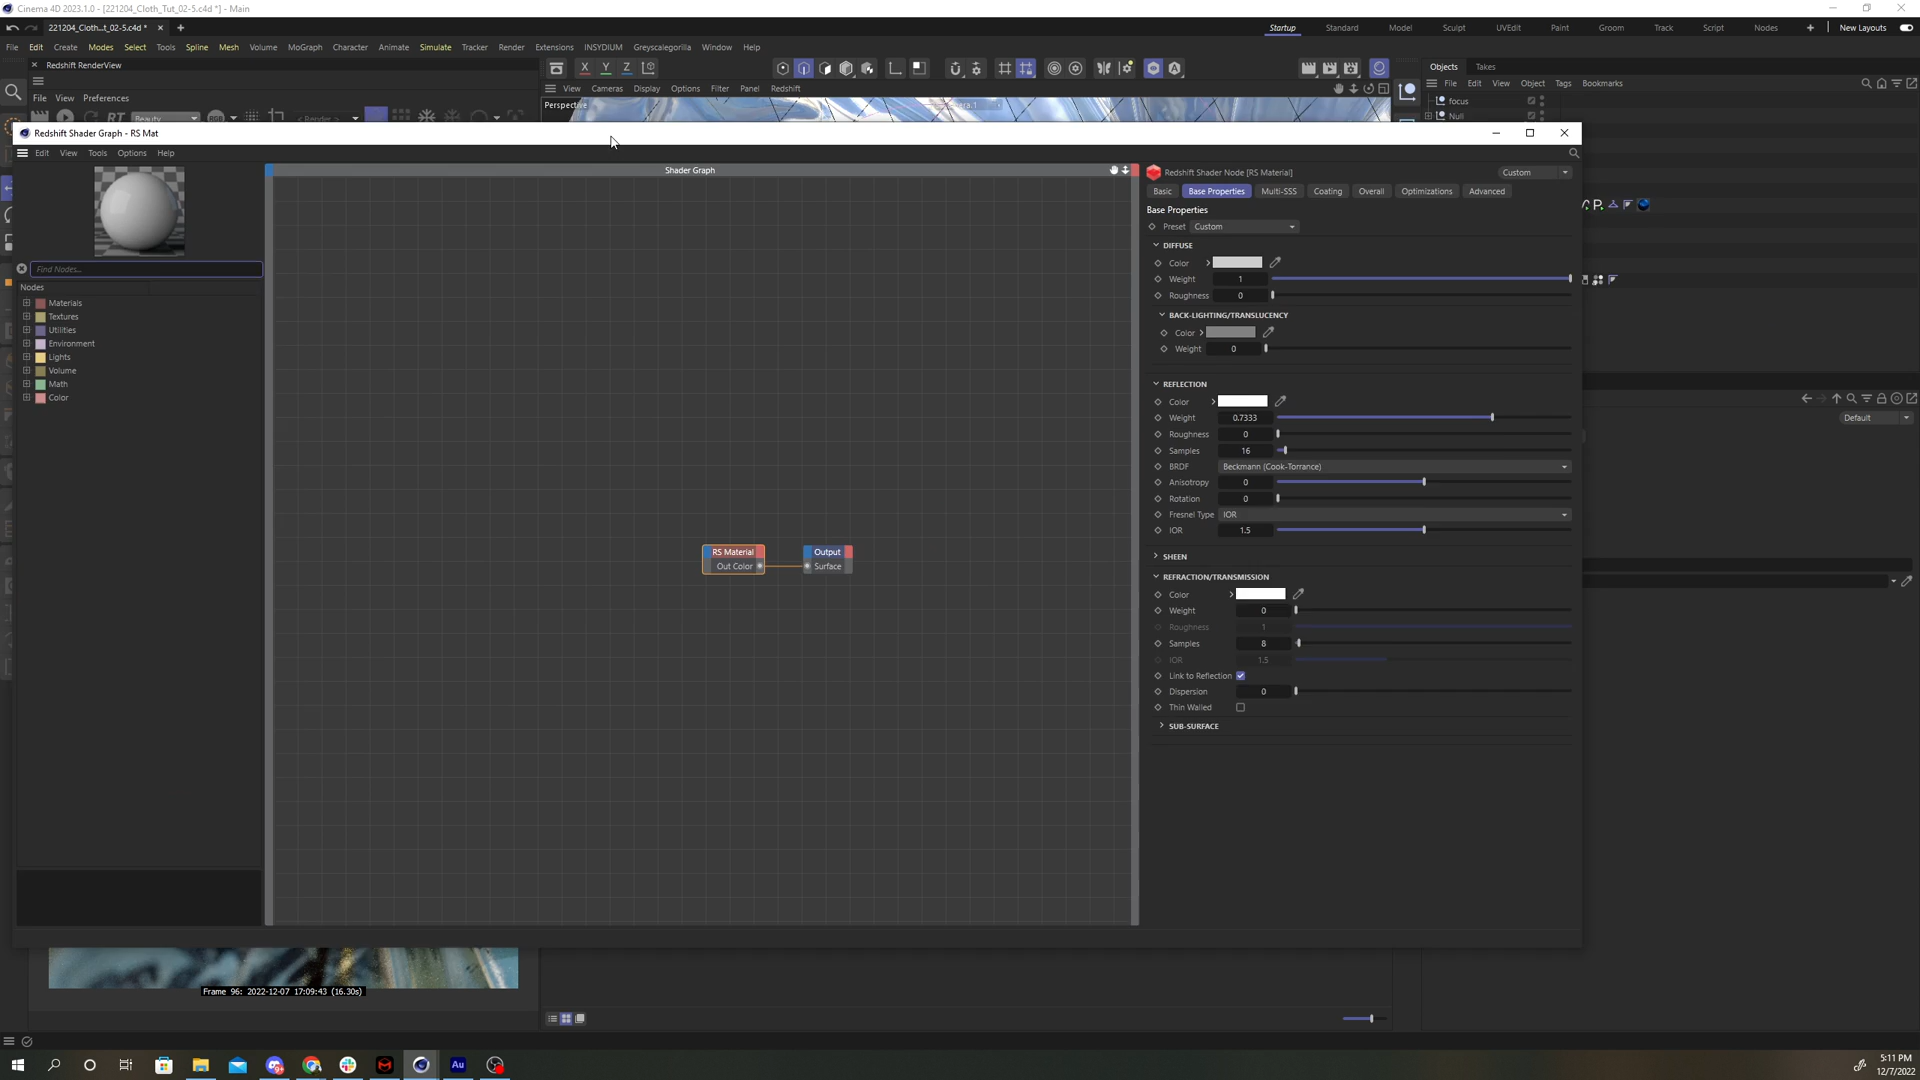 Cinema 4D 2023.1.0 - [221204_Cloth_Tut_02-5.c4d *] - Main
221204_Cloth...t_02-5.c4d *
Startup Standard Model Sculpt UVEdit Paint Groom Track Script Nodes New Layouts
File Edit Create Modes Select Tools Spline Mesh Volume MoGraph Character Animate Simulate Tracker Render Extensions INSYDIUM Greyscalegorilla Window Help
Redshift RenderView
Objects Takes
File View Preferences
View Cameras Display Options Filter Panel Redshift
File Edit View Object Tags Bookmarks
RT Beauty
< Render >
Perspective
focus
Null
Redshift Shader Graph - RS Mat
Edit View Tools Options Help
Shader Graph
Find Nodes...
Nodes
Materials
Textures
Utilities
Environment
Lights
Volume
Math
Color
RS Material
Out Color
Output
Surface
Redshift Shader Node [RS Material]
Custom
Basic Base Properties Multi-SSS Coating Overall Optimizations Advanced
Base Properties
Preset Custom
DIFFUSE
Color
Weight 1
Roughness 0
BACK-LIGHTING/TRANSLUCENCY
Color
Weight 0
REFLECTION
Color
Weight 0.7333
Roughness 0
Samples 16
BRDF Beckmann (Cook-Torrance)
Anisotropy 0
Rotation 0
Fresnel Type IOR
IOR 1.5
SHEEN
REFRACTION/TRANSMISSION
Color
Weight 0
Roughness 1
Samples 8
IOR 1.5
Link to Reflection
Dispersion 0
Thin Walled
SUB-SURFACE
Default
Frame 96: 2022-12-07 17:09:43 (16.30s)
Au
5:11 PM
12/7/2022